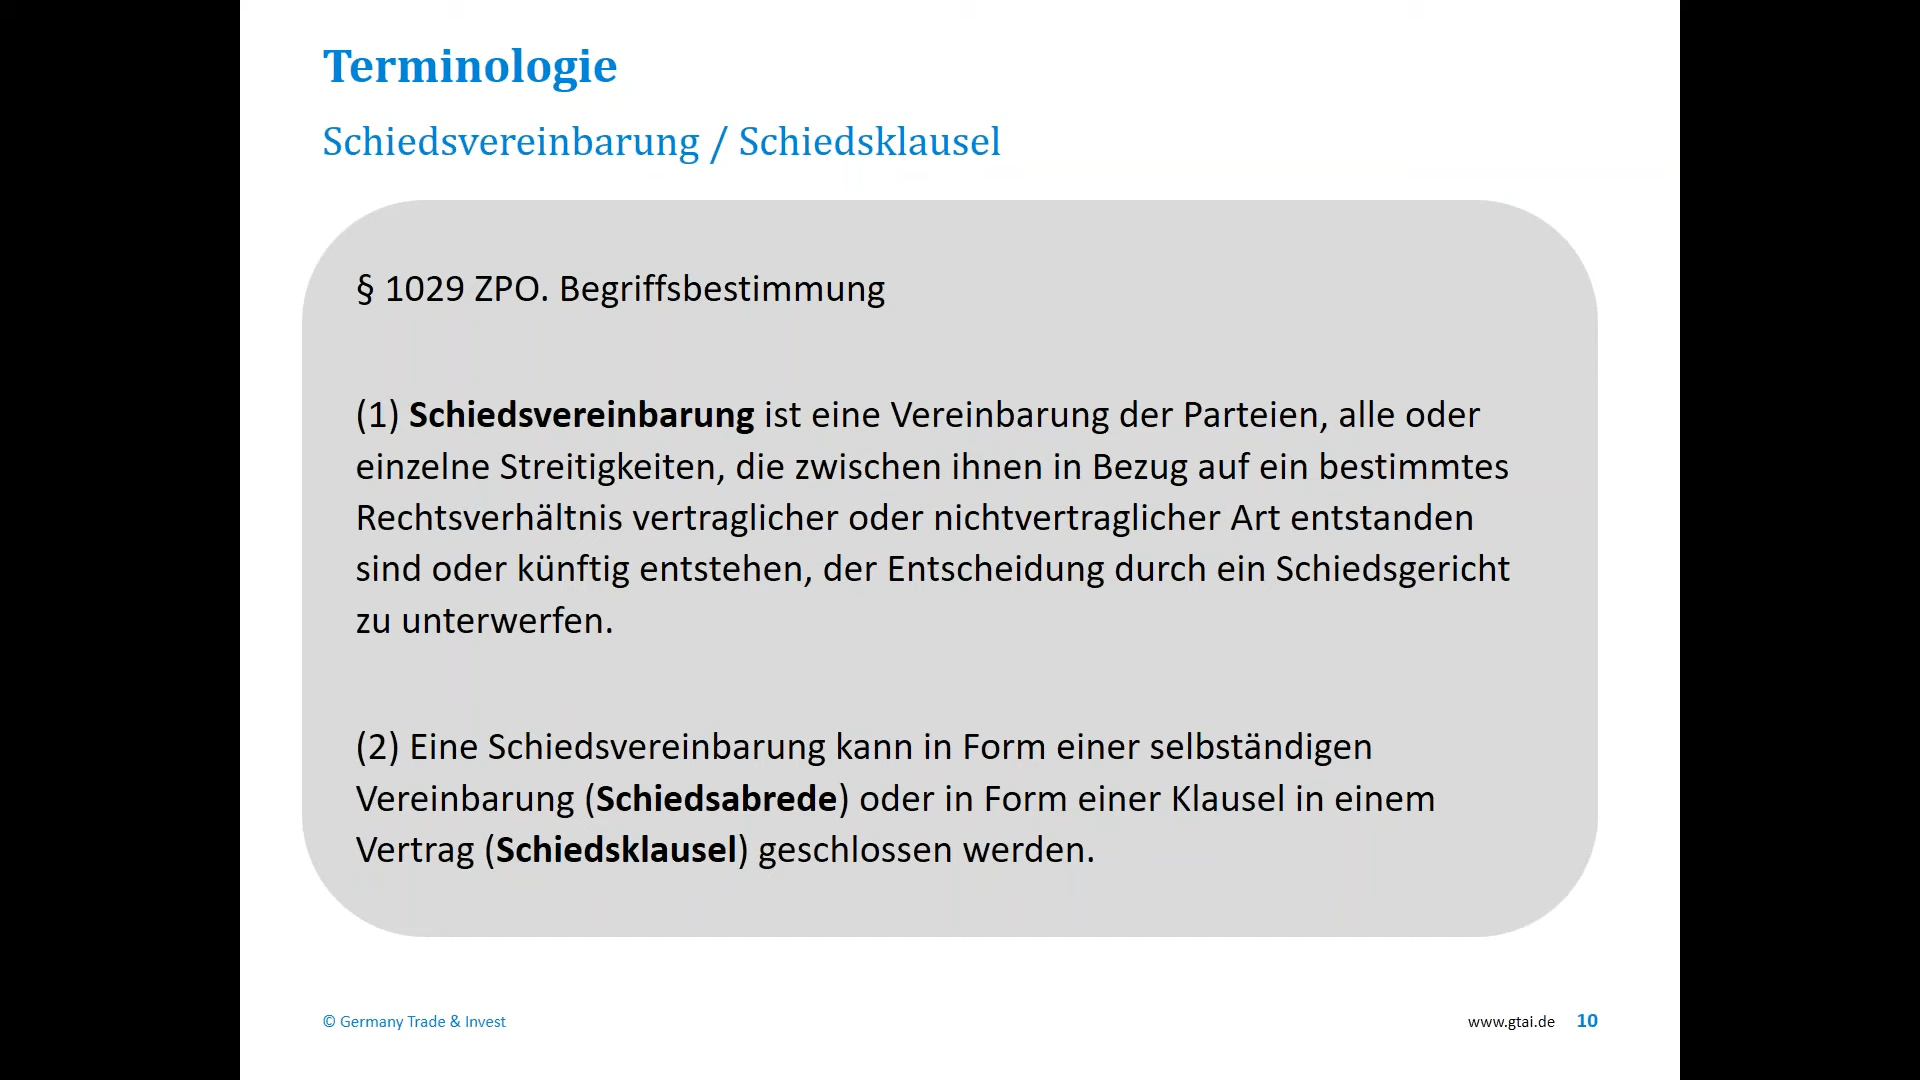 Terminologie
Schiedsvereinbarung / Schiedsklausel
§ 1029 ZPO. Begriffsbestimmung
(1) Schiedsvereinbarung ist eine Vereinbarung der Parteien, alle oder
einzelne Streitigkeiten, die zwischen ihnen in Bezug auf ein bestimmtes
Rechtsverhältnis vertraglicher oder nichtvertraglicher Art entstanden
sind oder künftig entstehen, der Entscheidung durch ein Schiedsgericht
zu unterwerfen.
(2) Eine Schiedsvereinbarung kann in Form einer selbständigen
Vereinbarung (Schiedsabrede) oder in Form einer Klausel in einem
Vertrag (Schiedsklausel) geschlossen werden.
© Germany Trade & Invest
www.gtai.de 10